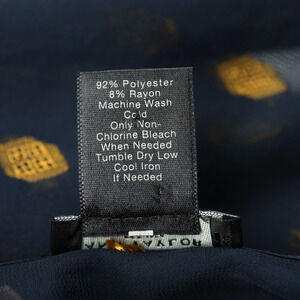 92% Polyester
8% Rayon
Machine Wash
Cold
Only Non-
Chlorine Bleach
When Needed
Tumble Dry Low
Cool Iron
If Needed